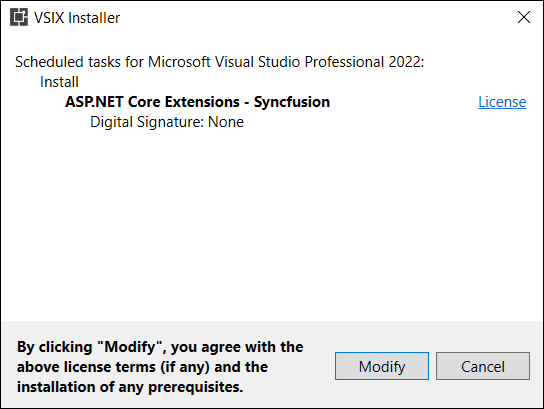 VSIX Installer
Scheduled tasks for Microsoft Visual Studio Professional 2022:
Install
ASP.NET Core Extensions - Syncfusion License
Digital Signature: None
By clicking "Modify", you agree with the
above license terms (if any) and the
installation of any prerequisites.
Modify Cancel